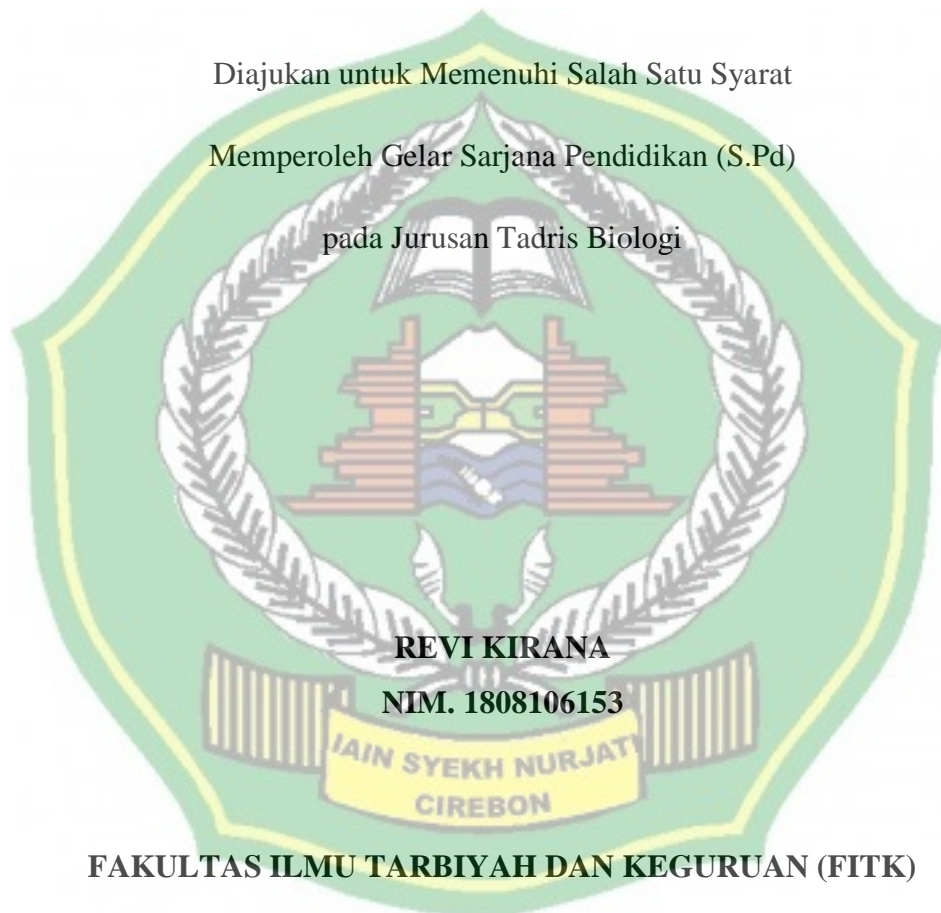 Diajukan untuk Memenuhi Salah Satu Syarat
Memperoleh Gelar Sarjana Pendidikan (S.Pd)
pada Jurusan Tadris Biologi
REVI KIRANA
NIM. 1808106153
IAIN SYEKH NURJATI
CIREBON
FAKULTAS ILMU TARBIYAH DAN KEGURUAN (FITK)